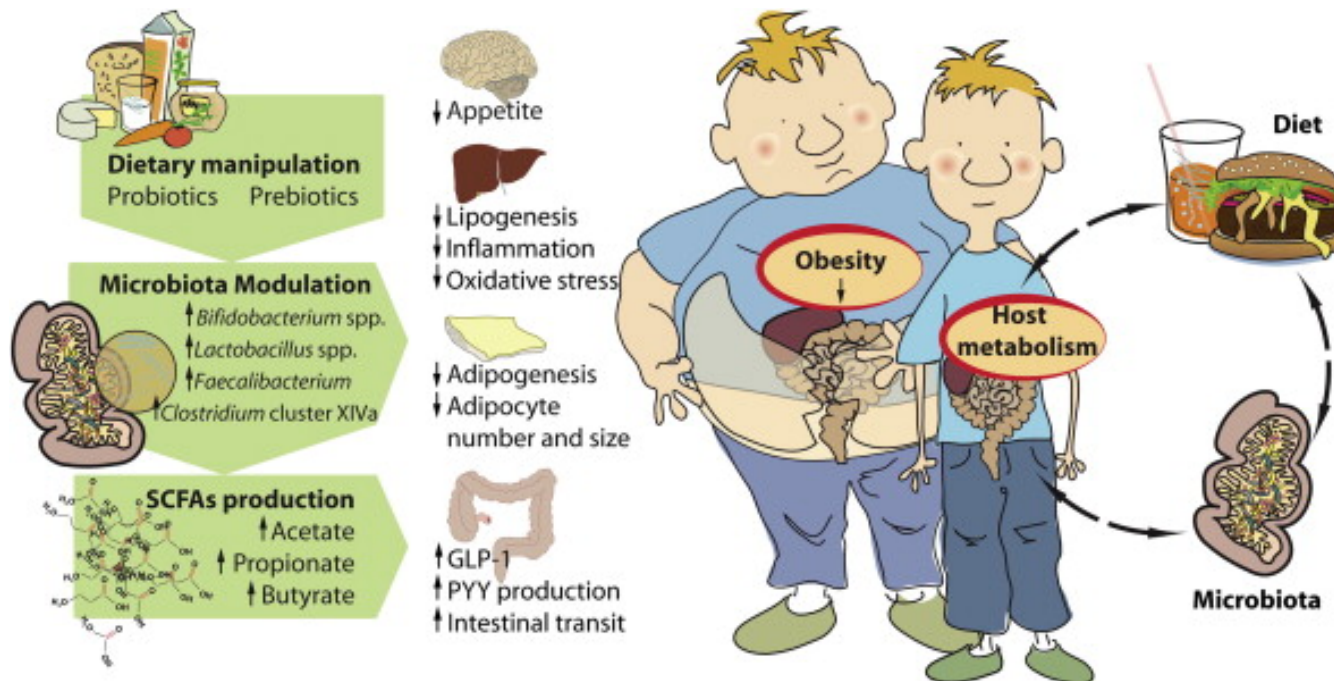 Dietary manipulation
Probiotics Prebiotics
Microbiota Modulation
↑Bifidobacterium spp.
↑Lactobacillus spp.
↑Faecalibacterium
↑Clostridium cluster XIVa
SCFAs production
↑Acetate
↑Propionate
↑Butyrate
↓Appetite
↓Lipogenesis
↓Inflammation
↓Oxidative stress
↓Adipogenesis
↓Adipocyte
number and size
↑GLP-1
↑PYY production
↑Intestinal transit
Obesity
↓
Host
metabolism
Diet
Microbiota